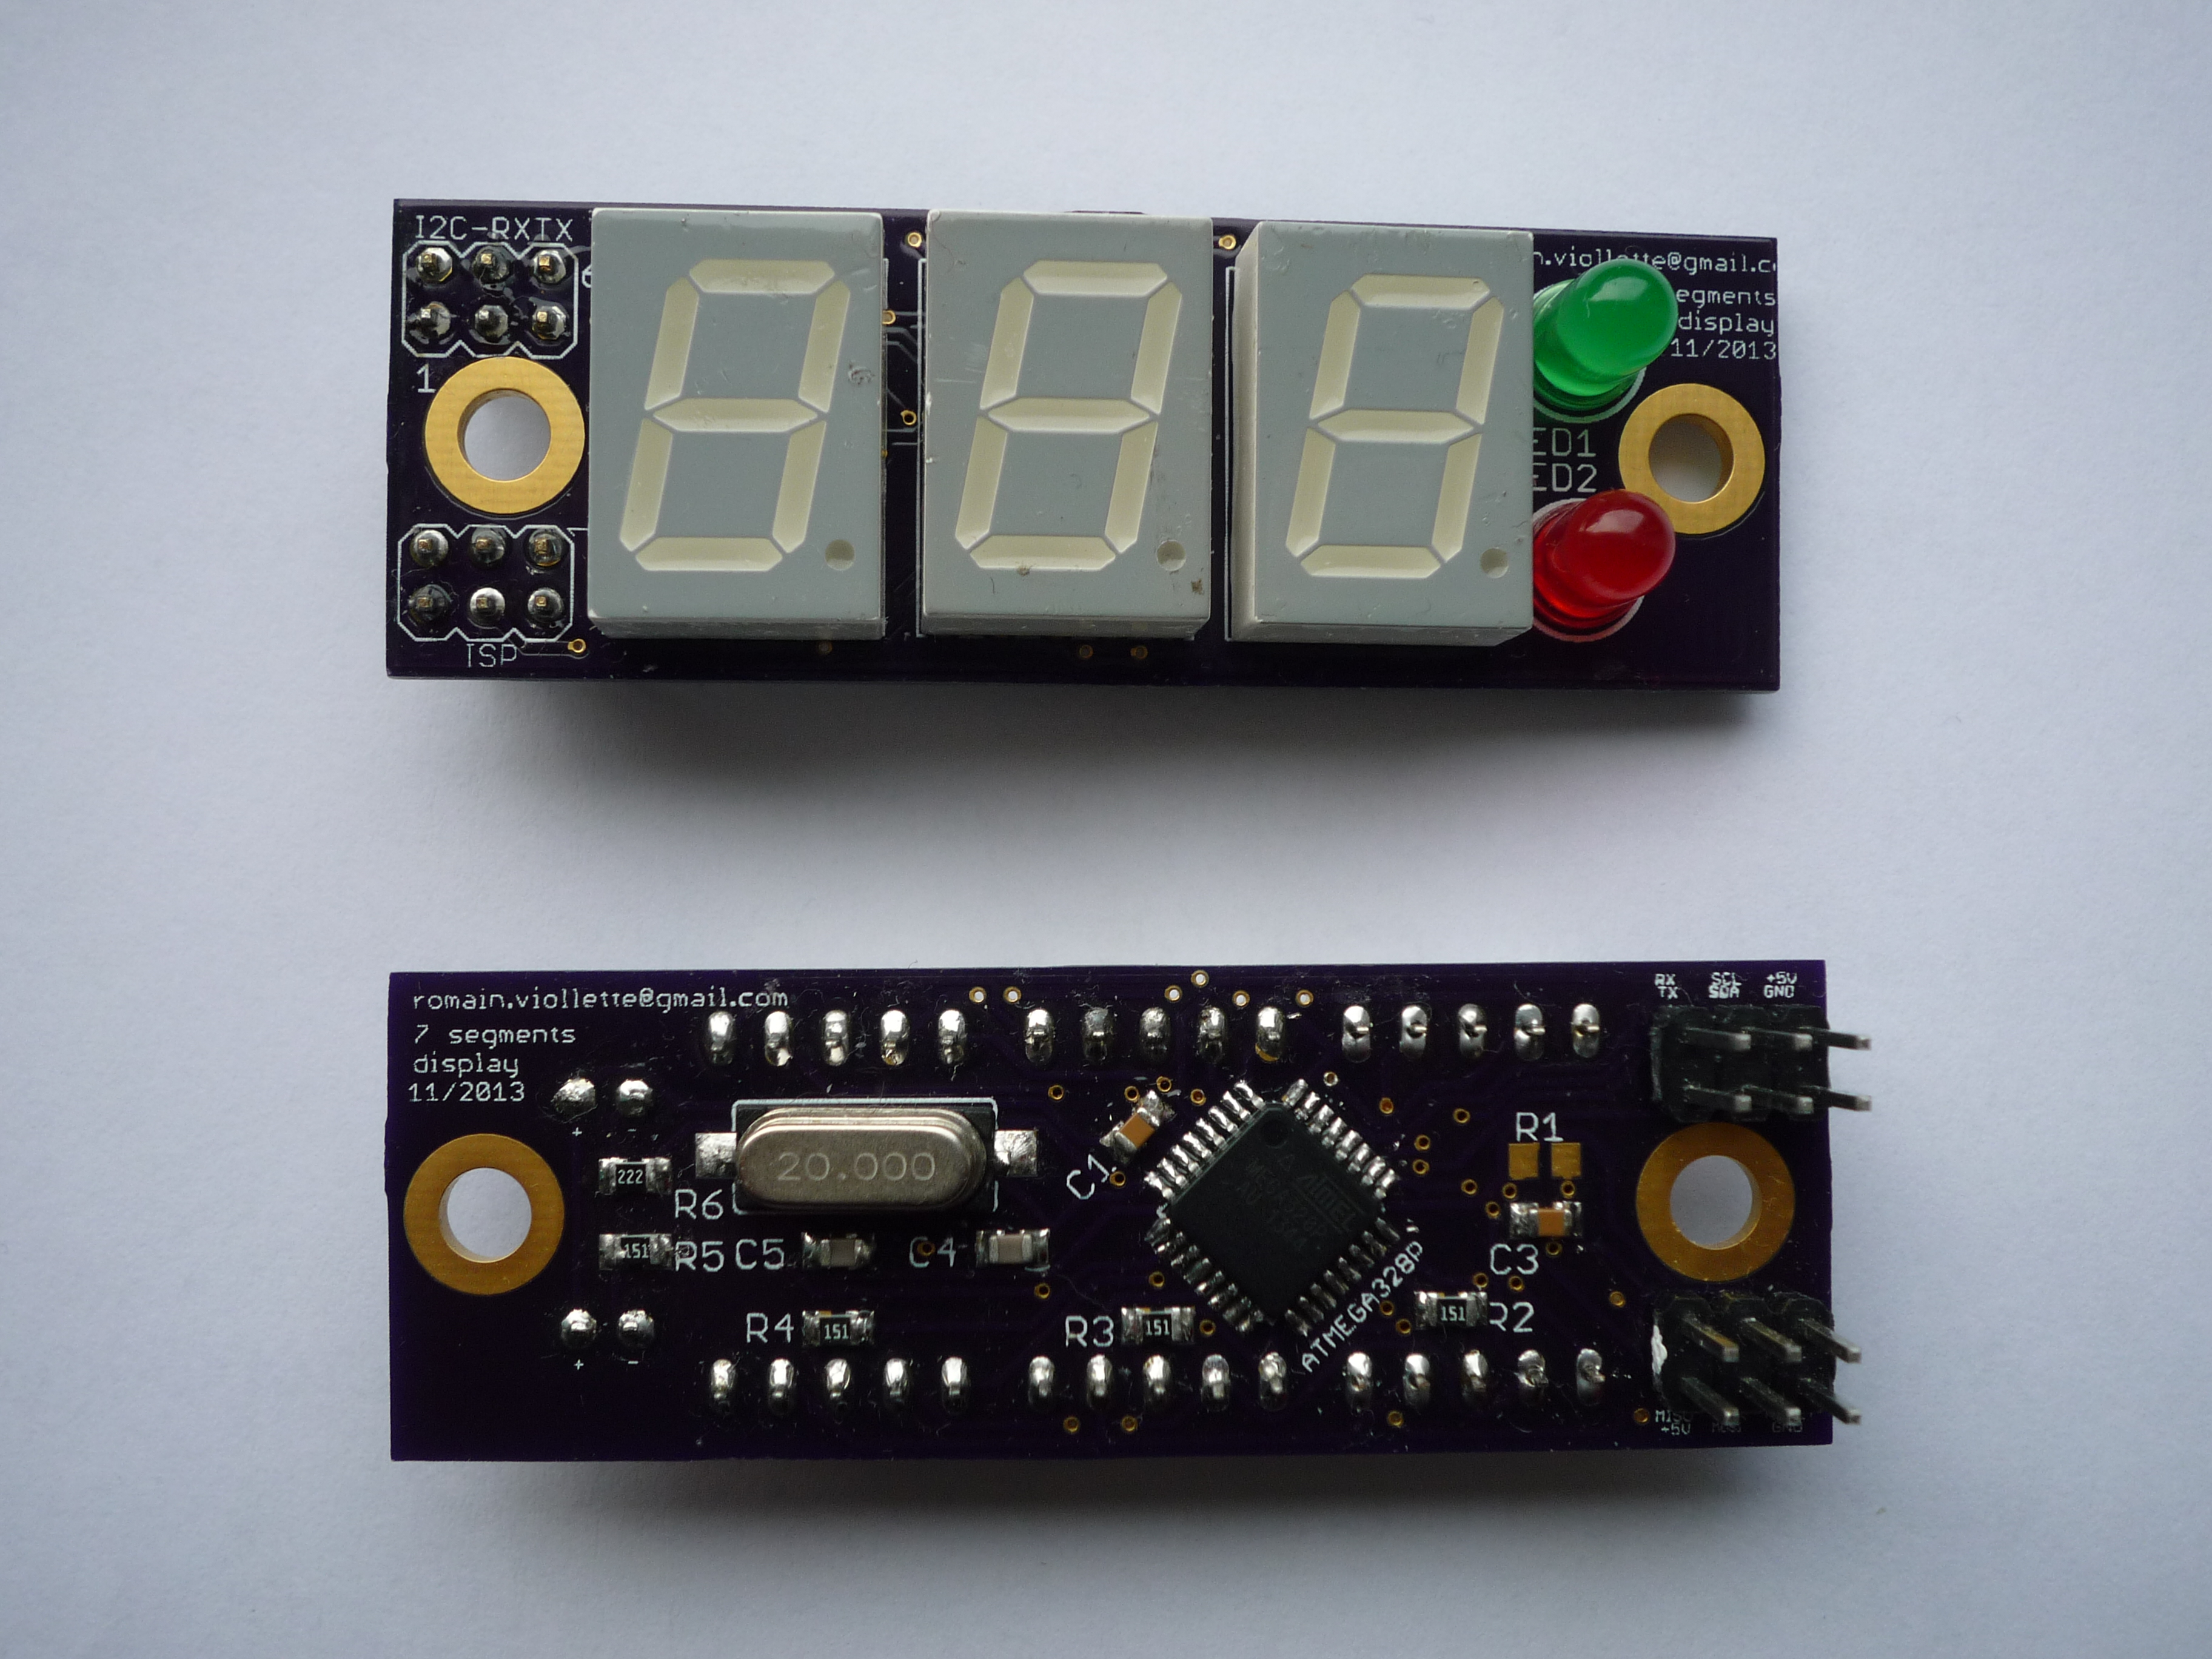 I2C-RXTX
n.viollette@gmail.c
egments
display
11/2013
1
ED1
ED2
ISP
romain.viollette@gmail.com
7 segments
display
11/2013
RX SCL +5V
TX SDA GND
+ -
20.000
222
R6
151
R5 C5 C4
C1
R1
C3
ATMEL
ATMEGA328P
R4 151
R3 151
151 R2
+ -
MISO
+5V GND